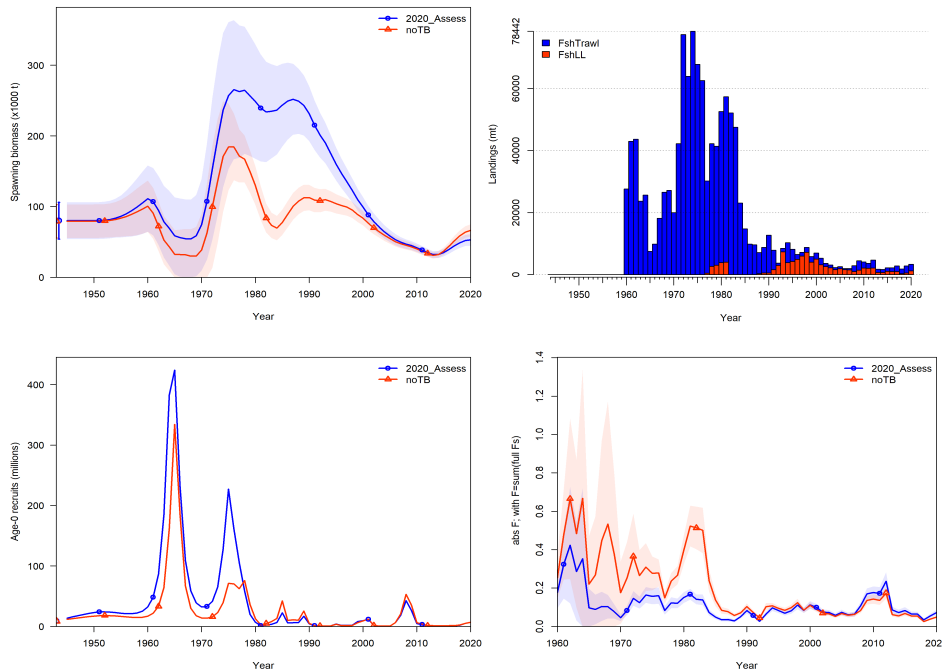 2020_Assess
noTB
Spawning biomass (x1000 t)
0
100
200
300
1950 1960 1970 1980 1990 2000 2010 2020
Year
FshTrawl
FshLL
Landings (mt)
78442
60000
40000
20000
0
1950 1960 1970 1980 1990 2000 2010 2020
Year
2020_Assess
noTB
Age-0 recruits (millions)
400
300
200
100
0
1950 1960 1970 1980 1990 2000 2010 2020
Year
2020_Assess
noTB
abs F; with F=sum(full Fs)
1.4
1.2
1.0
0.8
0.6
0.4
0.2
0.0
1960 1970 1980 1990 2000 2010 202
Year